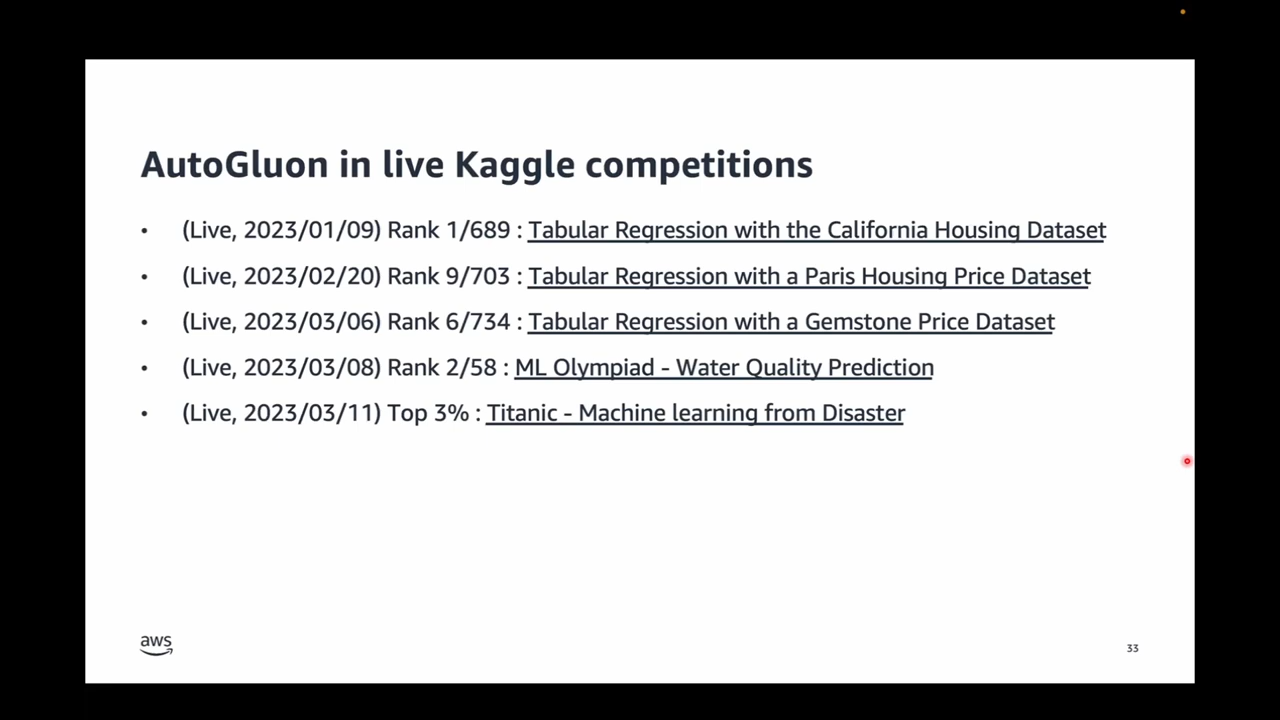 AutoGluon in live Kaggle competitions
• (Live, 2023/01/09) Rank 1/689 : Tabular Regression with the California Housing Dataset
• (Live, 2023/02/20) Rank 9/703 : Tabular Regression with a Paris Housing Price Dataset
• (Live, 2023/03/06) Rank 6/734 : Tabular Regression with a Gemstone Price Dataset
• (Live, 2023/03/08) Rank 2/58 : ML Olympiad - Water Quality Prediction
• (Live, 2023/03/11) Top 3% : Titanic - Machine learning from Disaster
aws
33